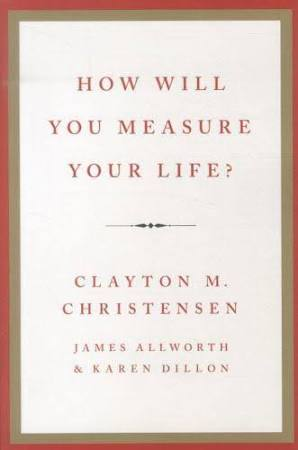 HOW WILL
YOU MEASURE
YOUR LIFE?
CLAYTON M.
CHRISTENSEN
JAMES ALLWORTH
& KAREN DILLON